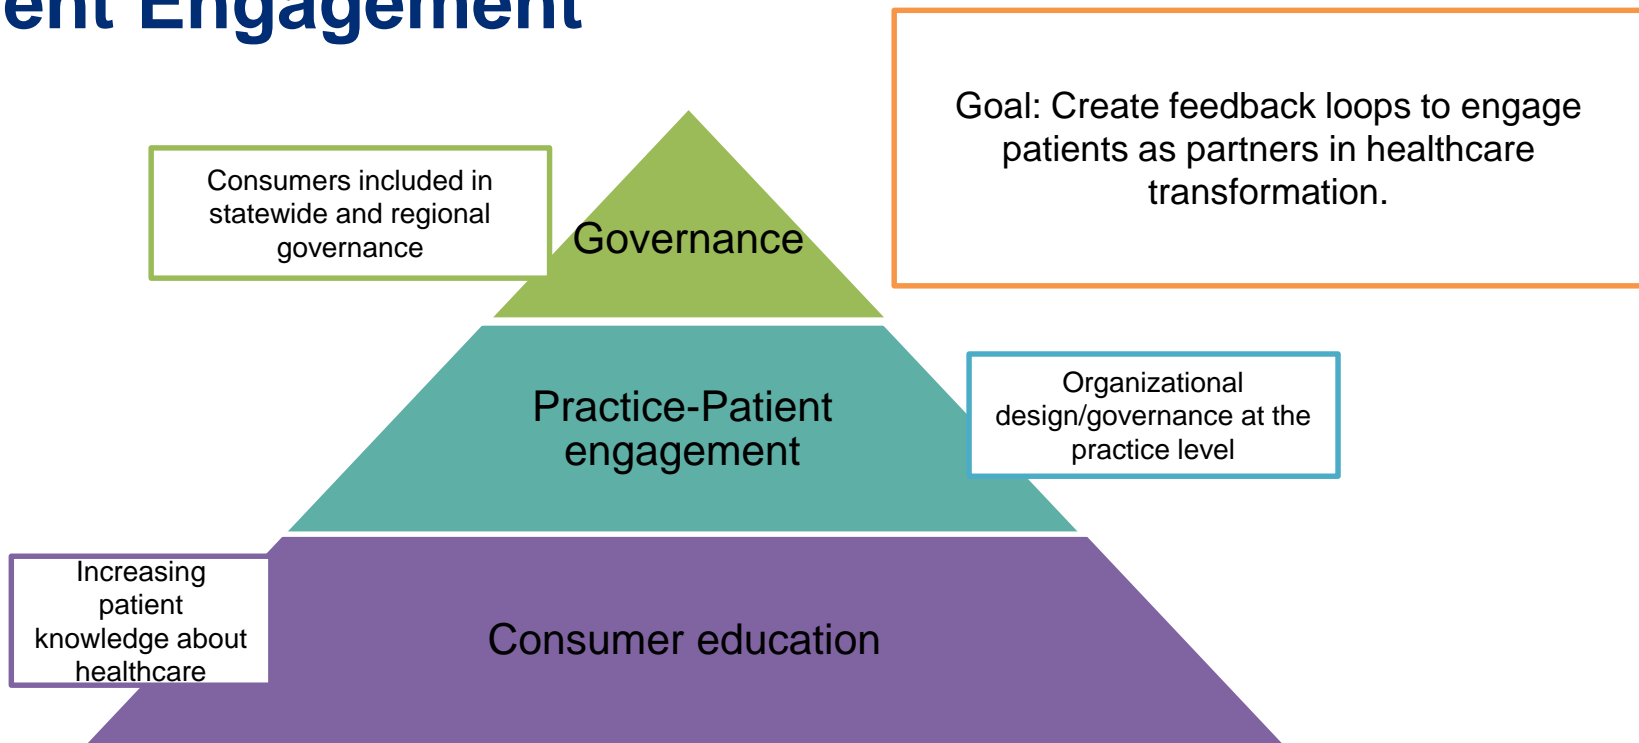 ent Engagement
Goal: Create feedback loops to engage
patients as partners in healthcare
transformation.
Consumers included in
statewide and regional
governance
Governance
Practice-Patient
engagement
Organizational
design/governance at the
practice level
Increasing
patient
knowledge about
healthcare
Consumer education